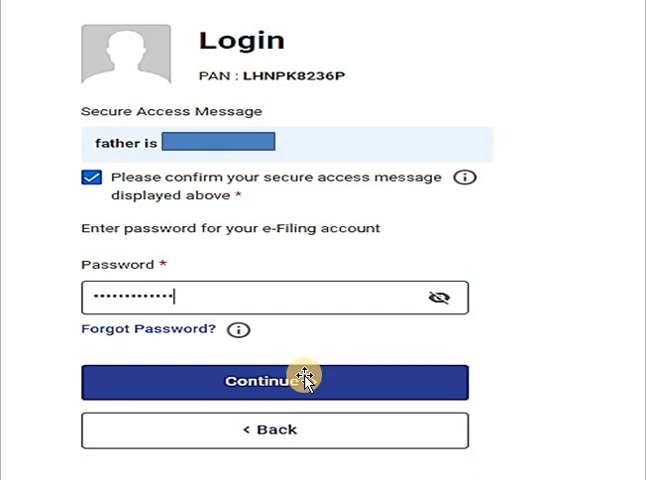 Login
PAN : LHNPK8236P
Secure Access Message
father is
Please confirm your secure access message
displayed above *
Enter password for your e-Filing account
Password *
•••••••••••••
Forgot Password?
Continue
< Back